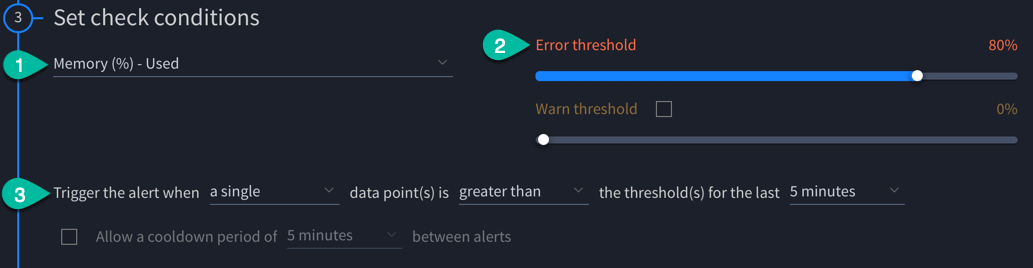 3 Set check conditions
1 Memory (%) - Used
2 Error threshold 80%
Warn threshold 0%
3 Trigger the alert when a single data point(s) is greater than the threshold(s) for the last 5 minutes
Allow a cooldown period of 5 minutes between alerts